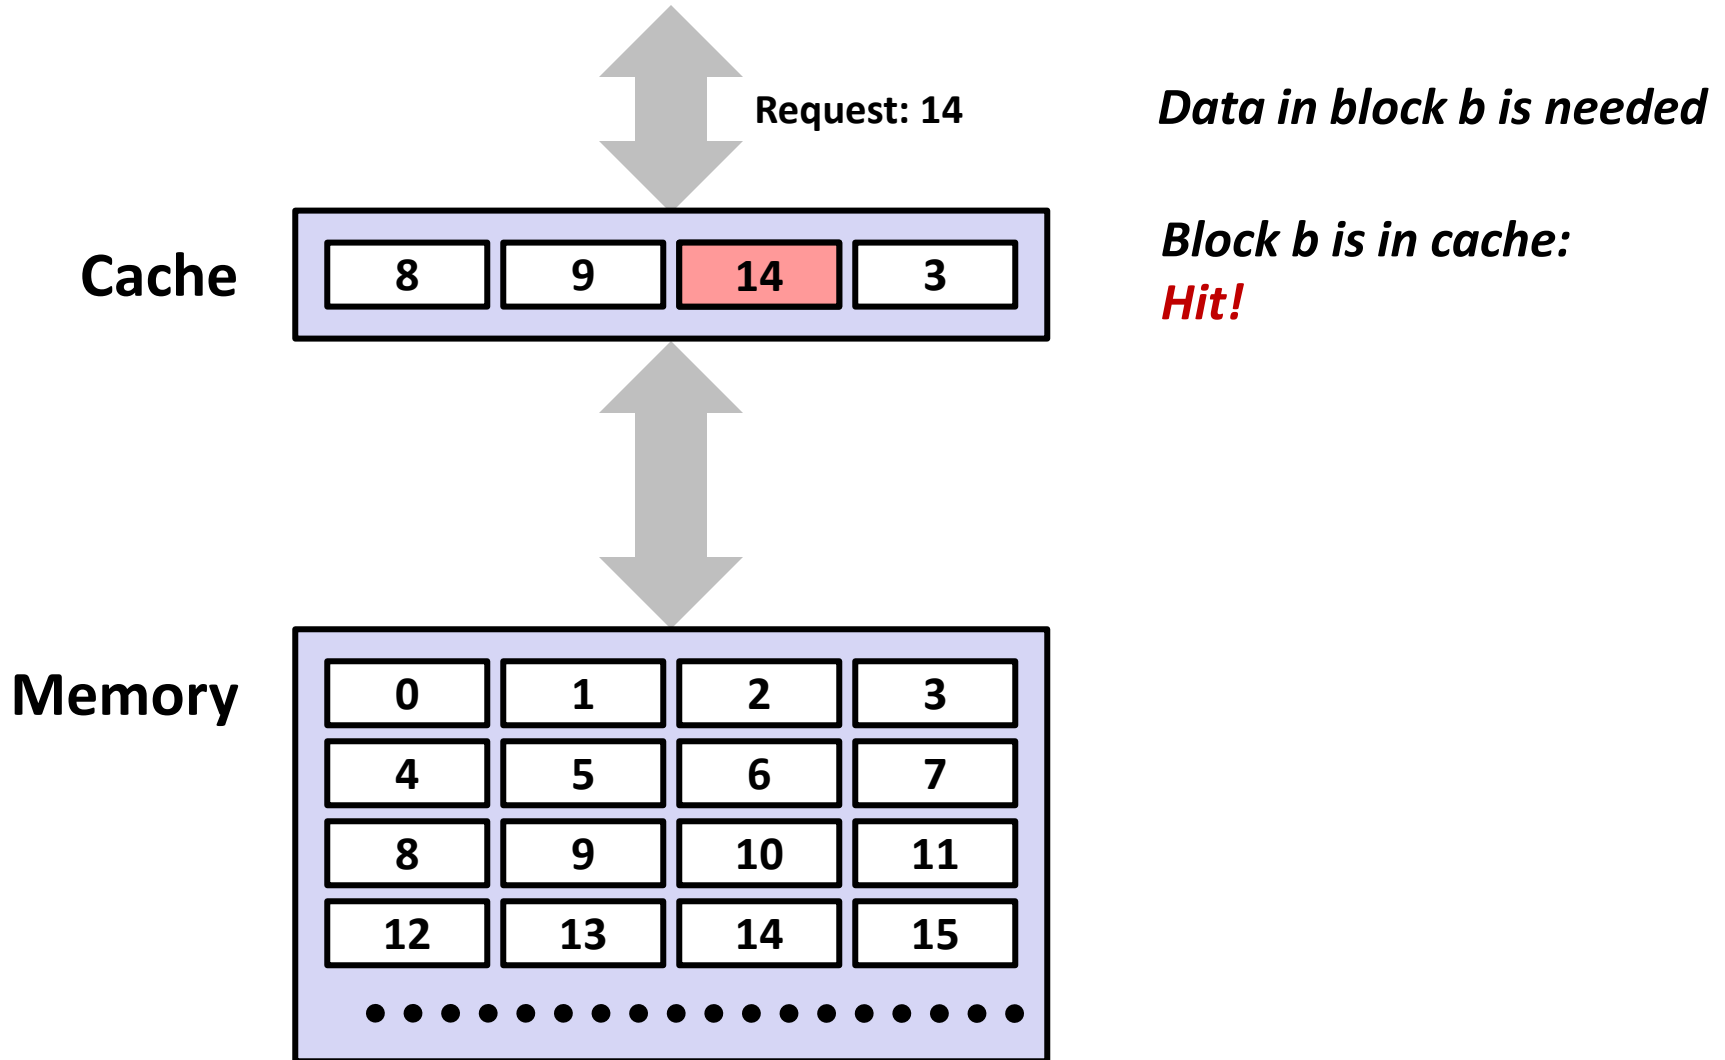 Request: 14
Data in block b is needed
Cache
8 9 14 3
Block b is in cache:
Hit!
Memory
0 1 2 3
4 5 6 7
8 9 10 11
12 13 14 15